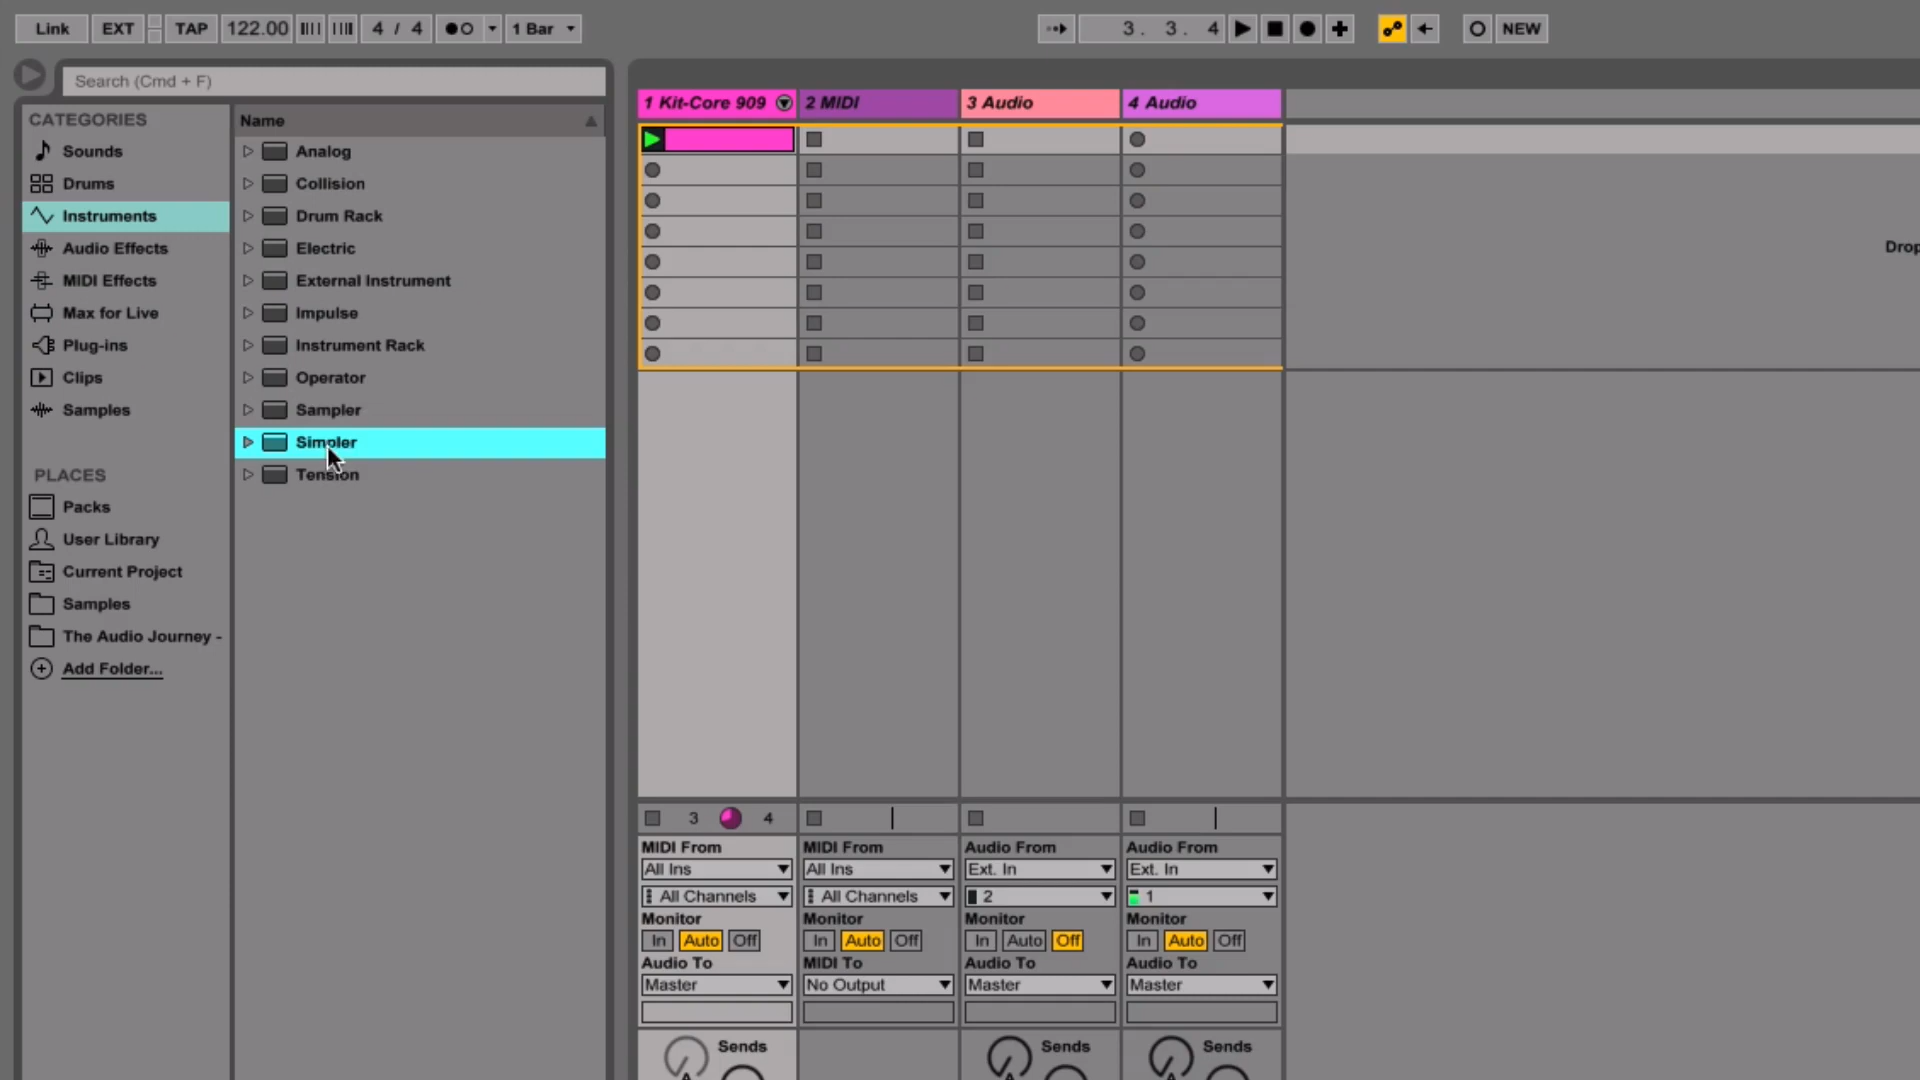 Link EXT TAP 122.00 4 / 4 1 Bar 3. 3. 4 NEW
Search (Cmd + F)
CATEGORIES
Sounds
Drums
Instruments
Audio Effects
MIDI Effects
Max for Live
Plug-ins
Clips
Samples
PLACES
Packs
User Library
Current Project
Samples
The Audio Journey -
Add Folder...
Name
Analog
Collision
Drum Rack
Electric
External Instrument
Impulse
Instrument Rack
Operator
Sampler
Simpler
Tension
1 Kit-Core 909 2 MIDI 3 Audio 4 Audio
Drop
3 4
MIDI From MIDI From Audio From Audio From
All Ins All Ins Ext. In Ext. In
All Channels All Channels 2 1
Monitor Monitor Monitor Monitor
In Auto Off In Auto Off In Auto Off In Auto Off
Audio To MIDI To Audio To Audio To
Master No Output Master Master
Sends Sends Sends
A A A